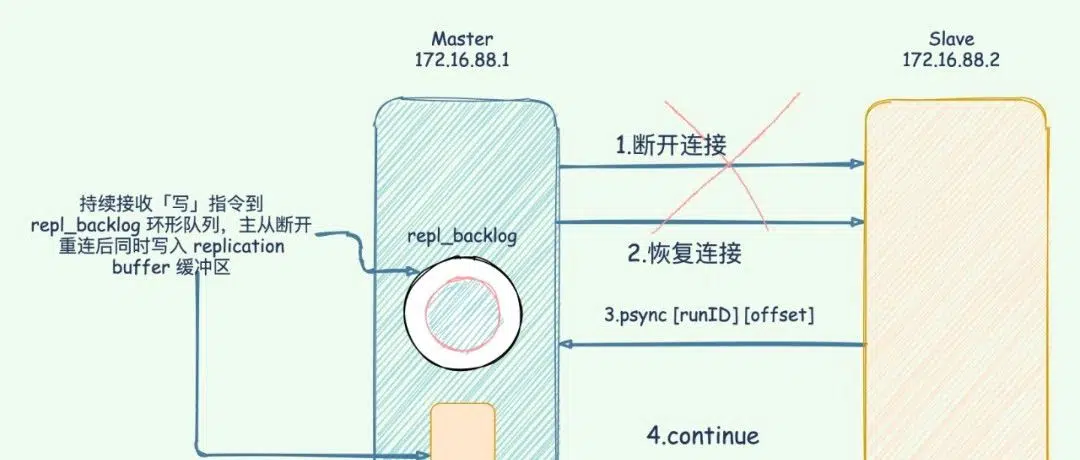 Master
172.16.88.1
Slave
172.16.88.2
1.断开连接
持续接收「写」指令到
repl_backlog 环形队列，主从断开
重连后同时写入 replication
buffer 缓冲区
repl_backlog
2.恢复连接
3.psync [runID] [offset]
4.continue